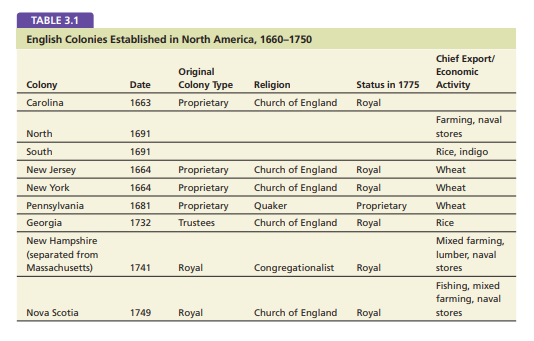 TABLE 3.1
English Colonies Established in North America, 1660–1750
Colony Date Original Colony Type Religion Status in 1775 Chief Export/ Economic Activity
Carolina 1663 Proprietary Church of England Royal
North 1691 Farming, naval stores
South 1691 Rice, indigo
New Jersey 1664 Proprietary Church of England Royal Wheat
New York 1664 Proprietary Church of England Royal Wheat
Pennsylvania 1681 Proprietary Quaker Proprietary Wheat
Georgia 1732 Trustees Church of England Royal Rice
New Hampshire (separated from Massachusetts) 1741 Royal Congregationalist Royal Mixed farming, lumber, naval stores
Nova Scotia 1749 Royal Church of England Royal Fishing, mixed farming, naval stores